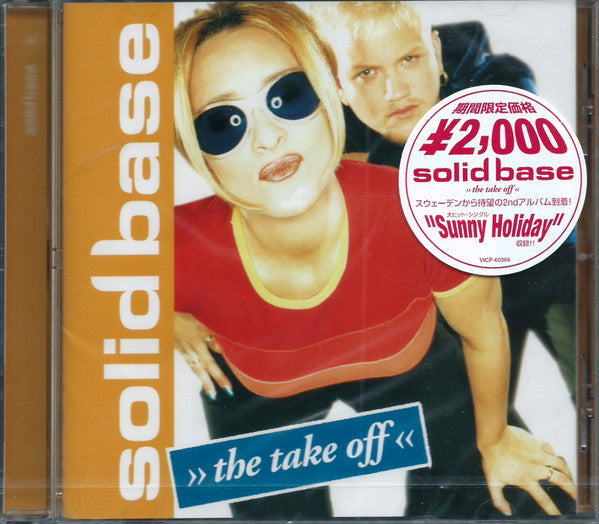 solid base
期間限定価格
¥2,000
solid base
›› the take off ‹‹
スウェーデンから待望の2ndアルバム到着!
大ヒット・シングル
"Sunny Holiday"
収録!!
VICP-60366
›› the take off ‹‹